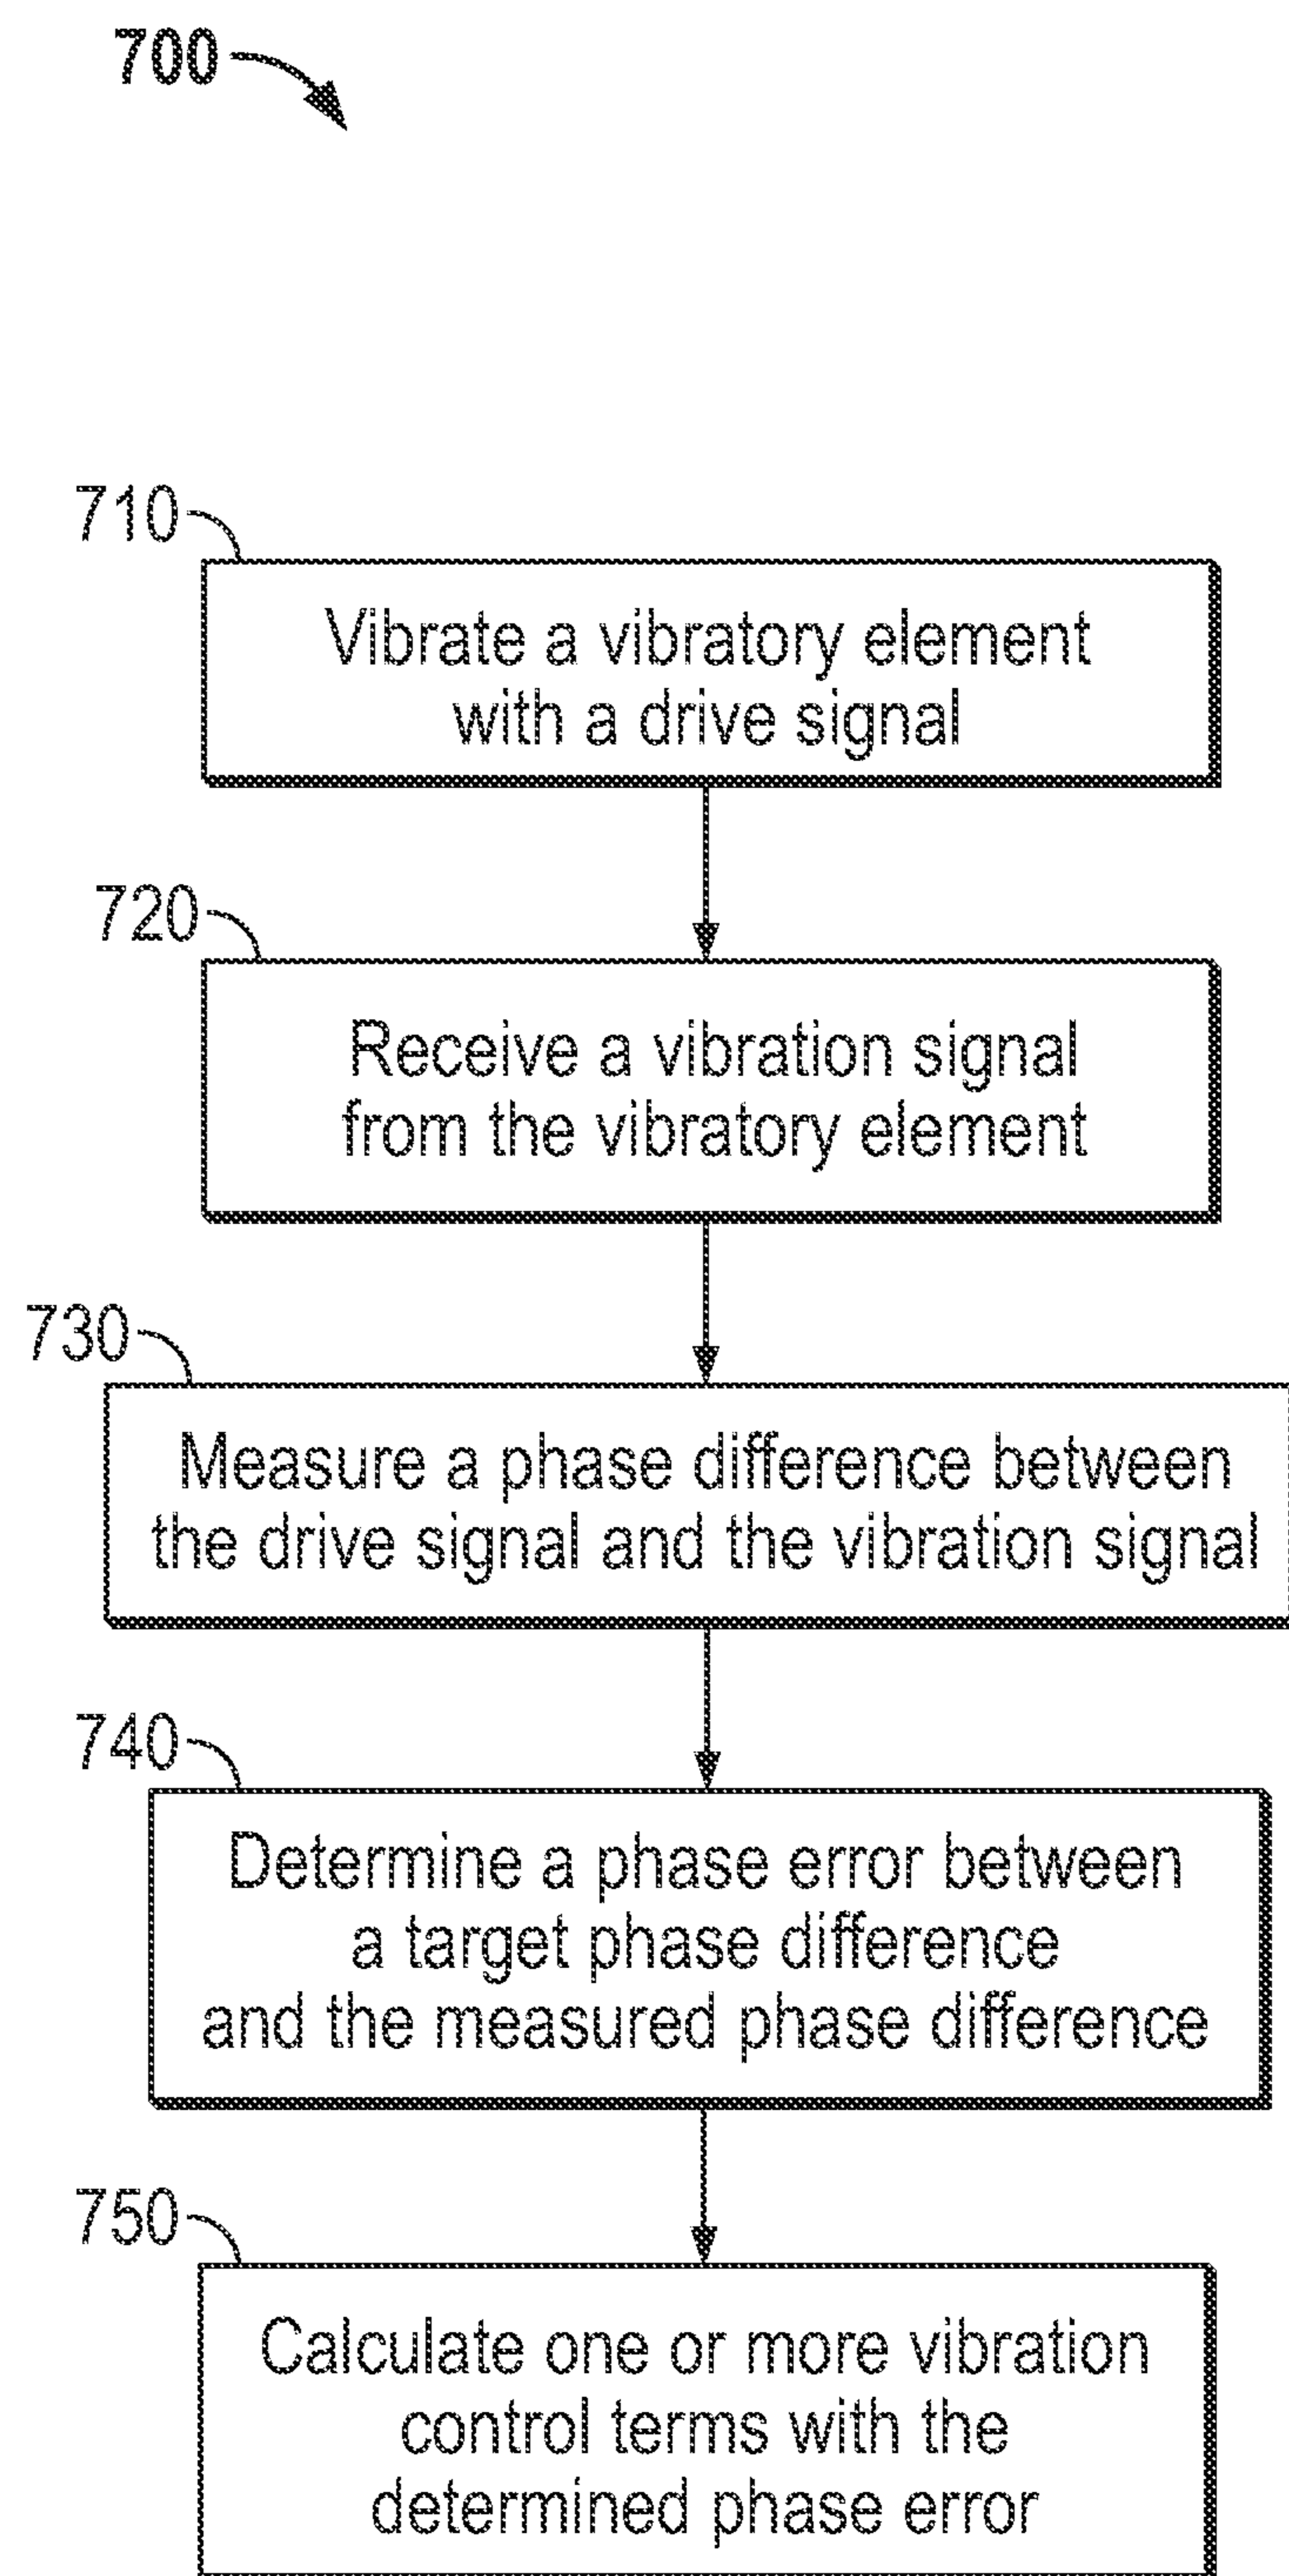 700
710
Vibrate a vibratory element
with a drive signal
720
Receive a vibration signal
from the vibratory element
730
Measure a phase difference between
the drive signal and the vibration signal
740
Determine a phase error between
a target phase difference
and the measured phase difference
750
Calculate one or more vibration
control terms with the
determined phase error